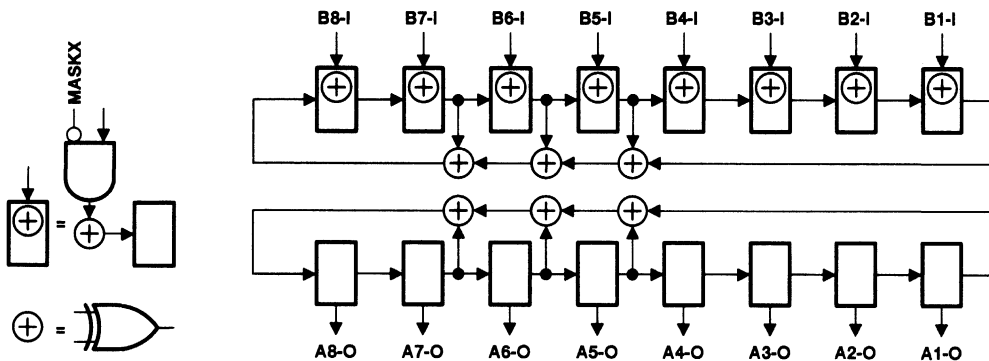 B8-I B7-I B6-I B5-I B4-I B3-I B2-I B1-I
MASKX
=
=
A8-O A7-O A6-O A5-O A4-O A3-O A2-O A1-O